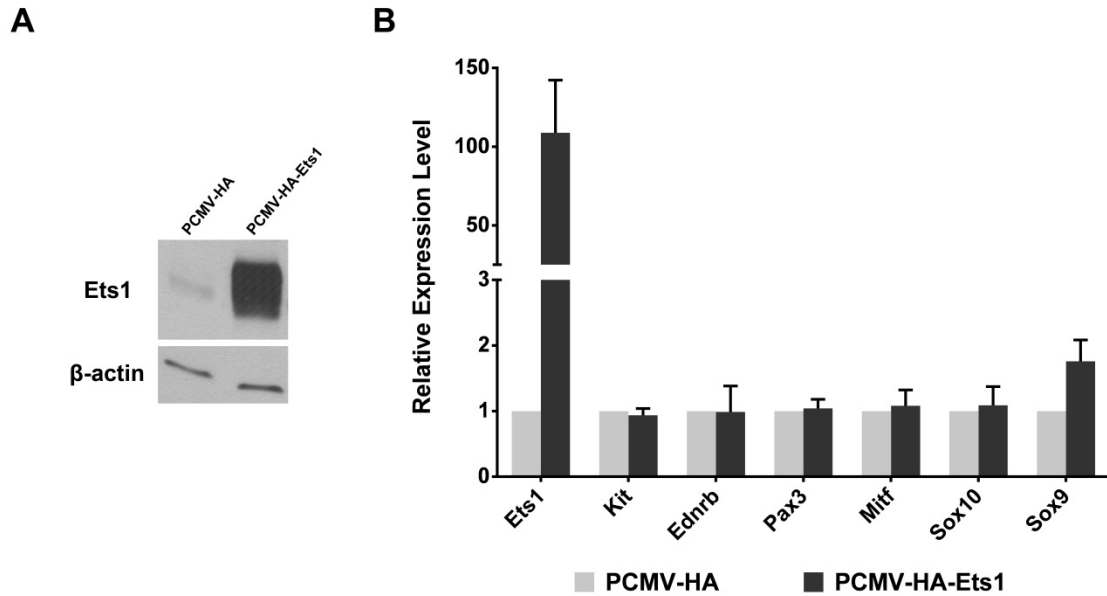 A
PCMV-HA
PCMV-HA-Ets1
Ets1
β-actin
B
Relative Expression Level
150
100
50
3
2
1
0
Ets1
Kit
Ednrb
Pax3
Mitf
Sox10
Sox9
PCMV-HA
PCMV-HA-Ets1